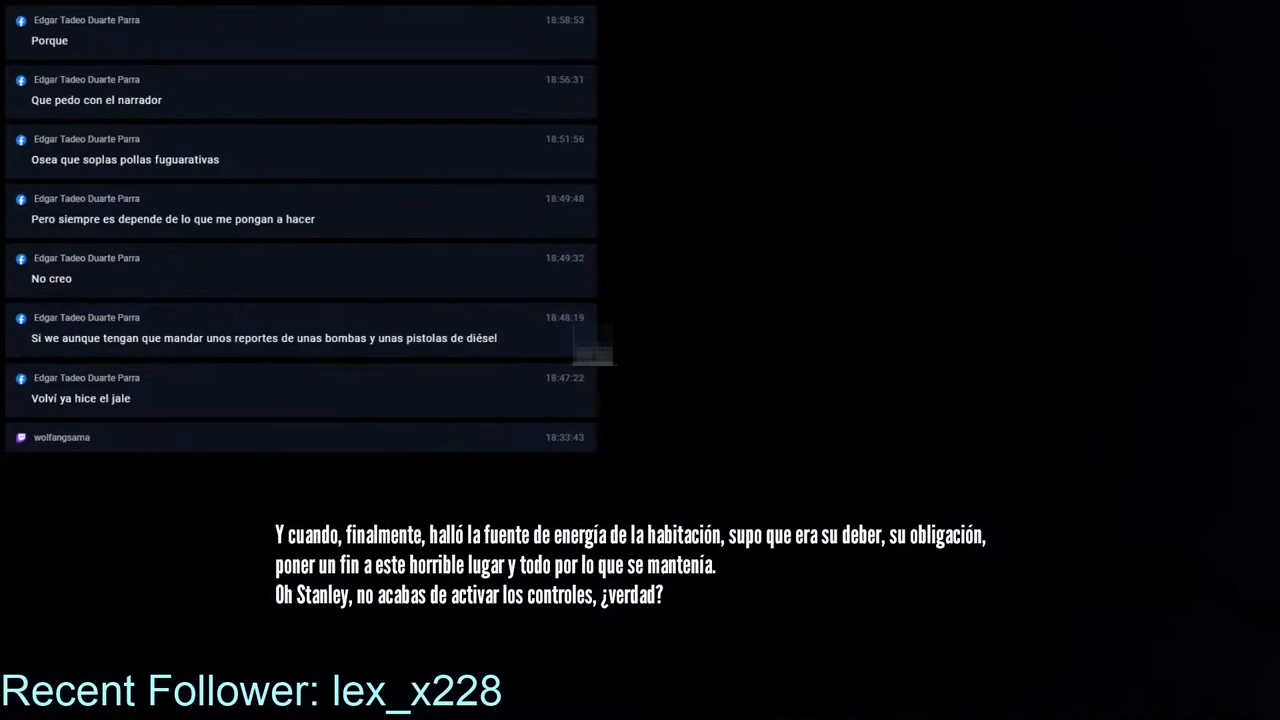 Edgar Tadeo Duarte Parra 18:58:53
Porque
Edgar Tadeo Duarte Parra 18:56:31
Que pedo con el narrador
Edgar Tadeo Duarte Parra 18:51:56
Osea que soplas pollas fuguarativas
Edgar Tadeo Duarte Parra 18:49:48
Pero siempre es depende de lo que me pongan a hacer
Edgar Tadeo Duarte Parra 18:49:32
No creo
Edgar Tadeo Duarte Parra 18:48:19
Si we aunque tengan que mandar unos reportes de unas bombas y unas pistolas de diésel
Edgar Tadeo Duarte Parra 18:47:22
Volví ya hice el jale
wolfangsama 18:33:43
Y cuando, finalmente, halló la fuente de energía de la habitación, supo que era su deber, su obligación,
poner un fin a este horrible lugar y todo por lo que se mantenía.
Oh Stanley, no acabas de activar los controles, ¿verdad?
Recent Follower: lex_x228